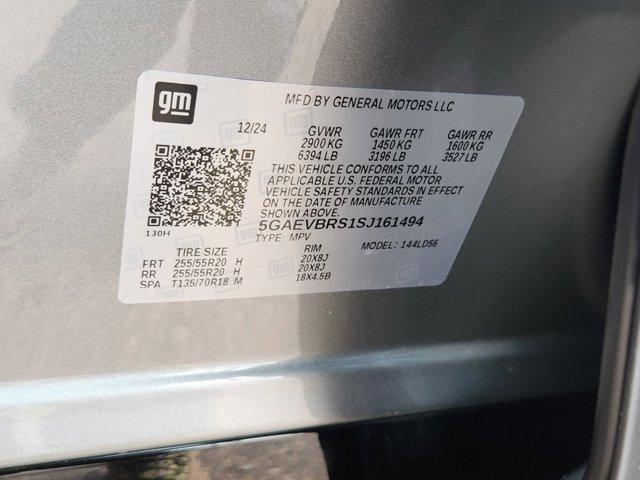 gm
MFD BY GENERAL MOTORS LLC
12/24 GVWR GAWR FRT GAWR RR
2900 KG 1450 KG 1600 KG
6394 LB 3196 LB 3527 LB
THIS VEHICLE CONFORMS TO ALL
APPLICABLE U.S. FEDERAL MOTOR
VEHICLE SAFETY STANDARDS IN EFFECT
ON THE DATE OF MANUFACTURE
SHOWN ABOVE.
130H
5GAEVBRS1SJ161494
TYPE: MPV MODEL: 144LD56
TIRE SIZE RIM
FRT 255/55R20 H 20X8J
RR 255/55R20 H 20X8J
SPA T135/70R18 M 18X4.5B